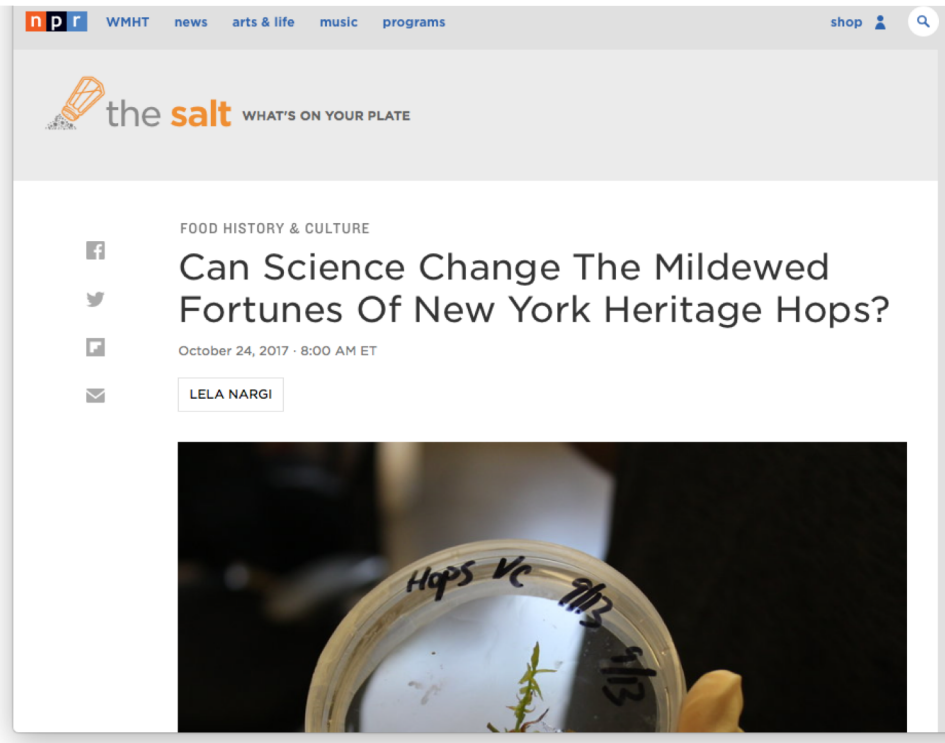 npr WMHT news arts & life music programs shop
the salt WHAT'S ON YOUR PLATE
FOOD HISTORY & CULTURE
Can Science Change The Mildewed
Fortunes Of New York Heritage Hops?
October 24, 2017 · 8:00 AM ET
LELA NARGI
Hops VC 9/13
9/13